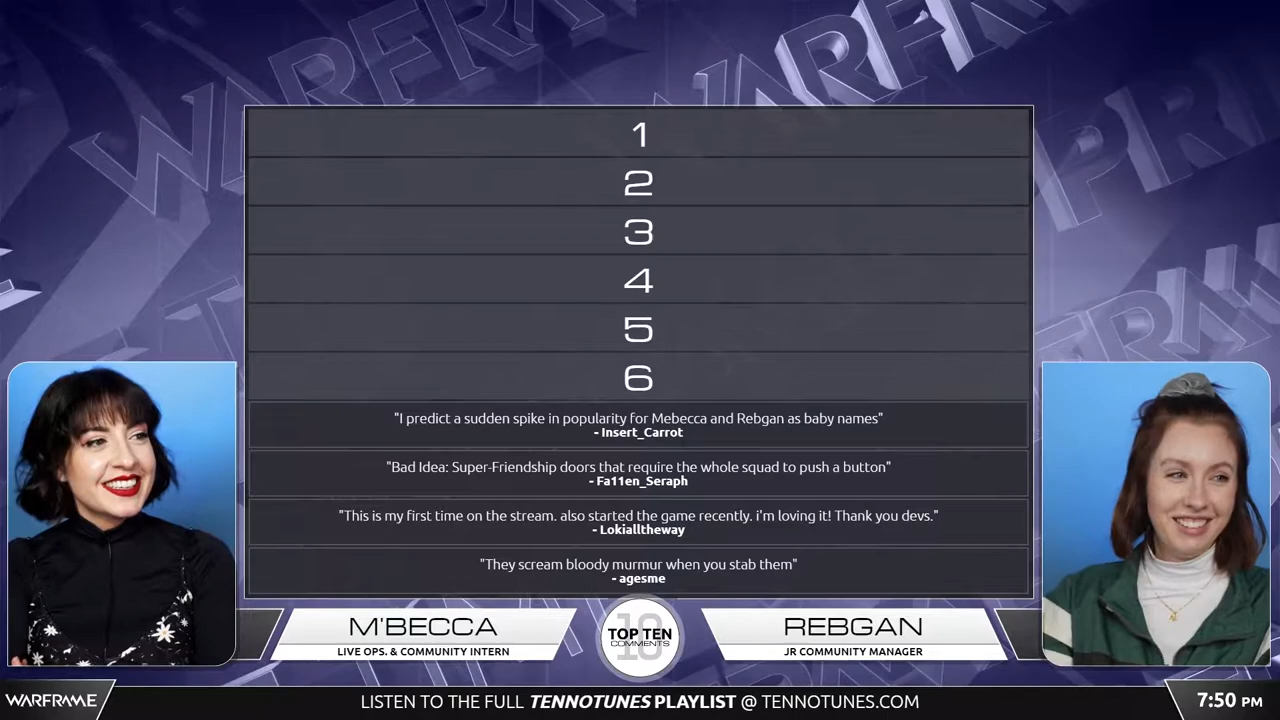 WARFRAME
WARFRAME
1
2
3
4
5
6
"I predict a sudden spike in popularity for Mebecca and Rebgan as baby names"
- Insert_Carrot
"Bad Idea: Super-Friendship doors that require the whole squad to push a button"
- Fa11en_Seraph
"This is my first time on the stream. also started the game recently. i'm loving it! Thank you devs."
- Lokialltheway
"They scream bloody murmur when you stab them"
- agesme
M'BECCA
LIVE OPS. & COMMUNITY INTERN
10
TOP TEN
COMMENTS
REBGAN
JR COMMUNITY MANAGER
WARFRAME
LISTEN TO THE FULL TENNOTUNES PLAYLIST @ TENNOTUNES.COM
7:50 PM